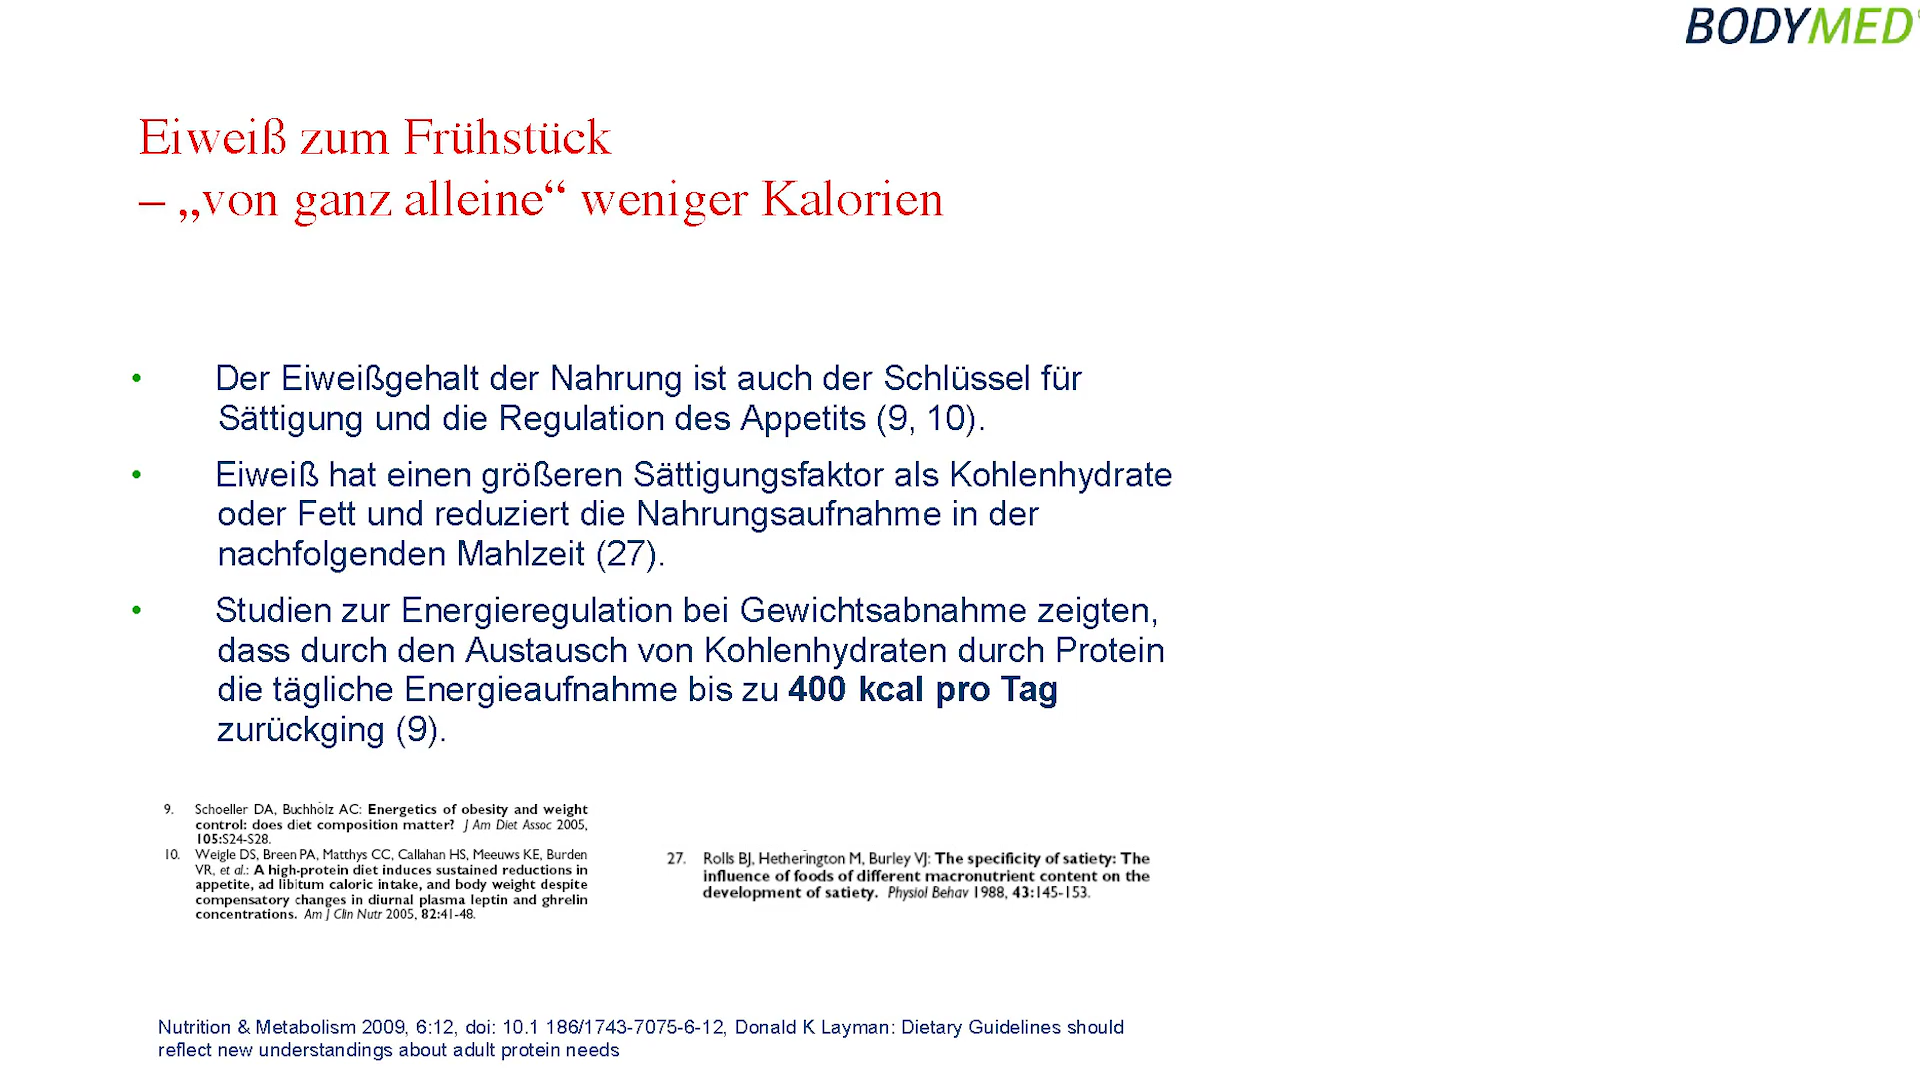 BODYMED
Eiweiß zum Frühstück
– „von ganz alleine“ weniger Kalorien
• Der Eiweißgehalt der Nahrung ist auch der Schlüssel für
Sättigung und die Regulation des Appetits (9, 10).
• Eiweiß hat einen größeren Sättigungsfaktor als Kohlenhydrate
oder Fett und reduziert die Nahrungsaufnahme in der
nachfolgenden Mahlzeit (27).
• Studien zur Energieregulation bei Gewichtsabnahme zeigten,
dass durch den Austausch von Kohlenhydraten durch Protein
die tägliche Energieaufnahme bis zu 400 kcal pro Tag
zurückging (9).
9. Schoeller DA, Buchholz AC: Energetics of obesity and weight
control: does diet composition matter? J Am Diet Assoc 2005,
105:S24-S28.
10. Weigle DS, Breen PA, Matthys CC, Callahan HS, Meeuws KE, Burden
VR, et al.: A high-protein diet induces sustained reductions in
appetite, ad libitum caloric intake, and body weight despite
compensatory changes in diurnal plasma leptin and ghrelin
concentrations. Am J Clin Nutr 2005, 82:41-48.
27. Rolls BJ, Hetherington M, Burley VJ: The specificity of satiety: The
influence of foods of different macronutrient content on the
development of satiety. Physiol Behav 1988, 43:145-153.
Nutrition & Metabolism 2009, 6:12, doi: 10.1 186/1743-7075-6-12, Donald K Layman: Dietary Guidelines should
reflect new understandings about adult protein needs